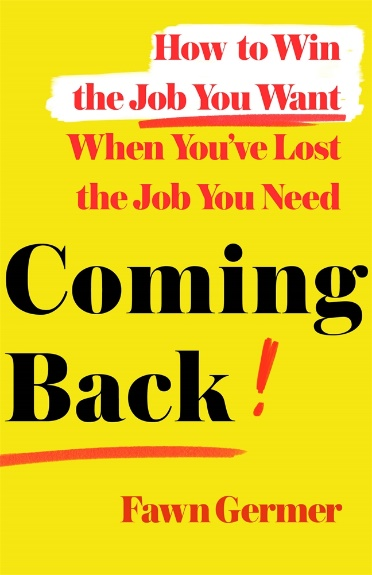 How to Win
the Job You Want
When You've Lost
the Job You Need
Coming
Back!
Fawn Germer